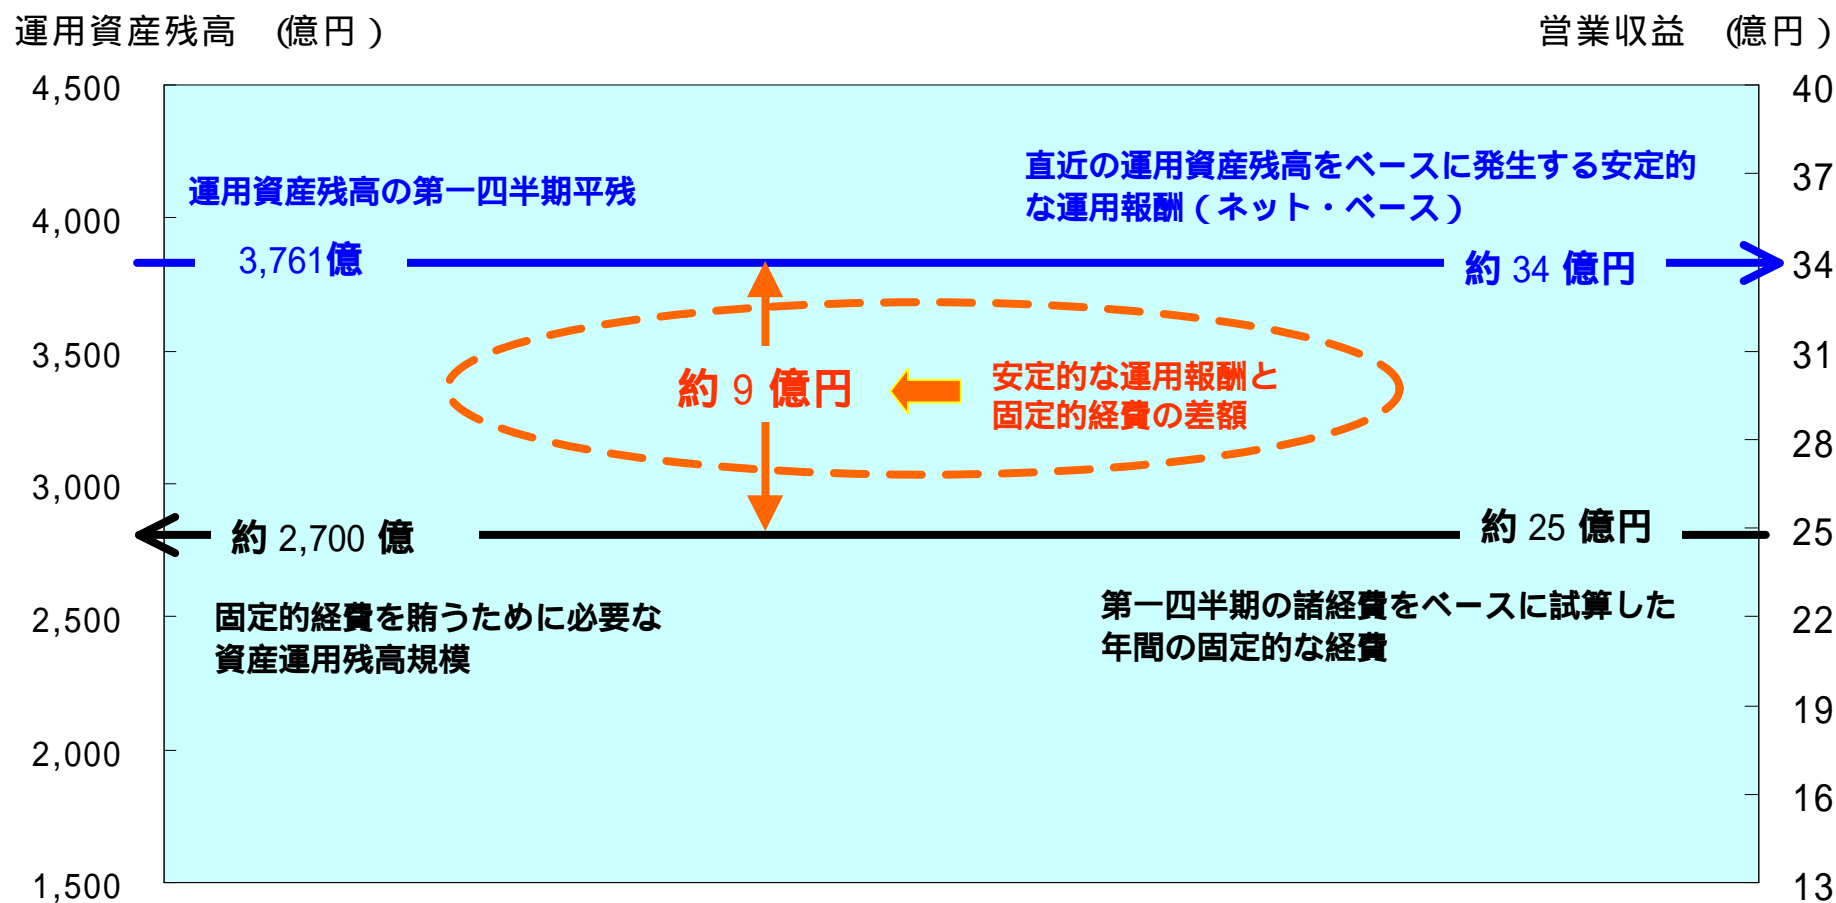 運用資産残高 (億円)
営業収益 (億円)
4,500
4,000
3,500
3,000
2,500
2,000
1,500
40
37
34
31
28
25
22
19
16
13
運用資産残高の第一四半期平残
3,761億
直近の運用資産残高をベースに発生する安定的
な運用報酬(ネット・ベース)
約 34 億円
約 9 億円
安定的な運用報酬と
固定的経費の差額
約 2,700 億
約 25 億円
固定的経費を賄うために必要な
資産運用残高規模
第一四半期の諸経費をベースに試算した
年間の固定的な経費